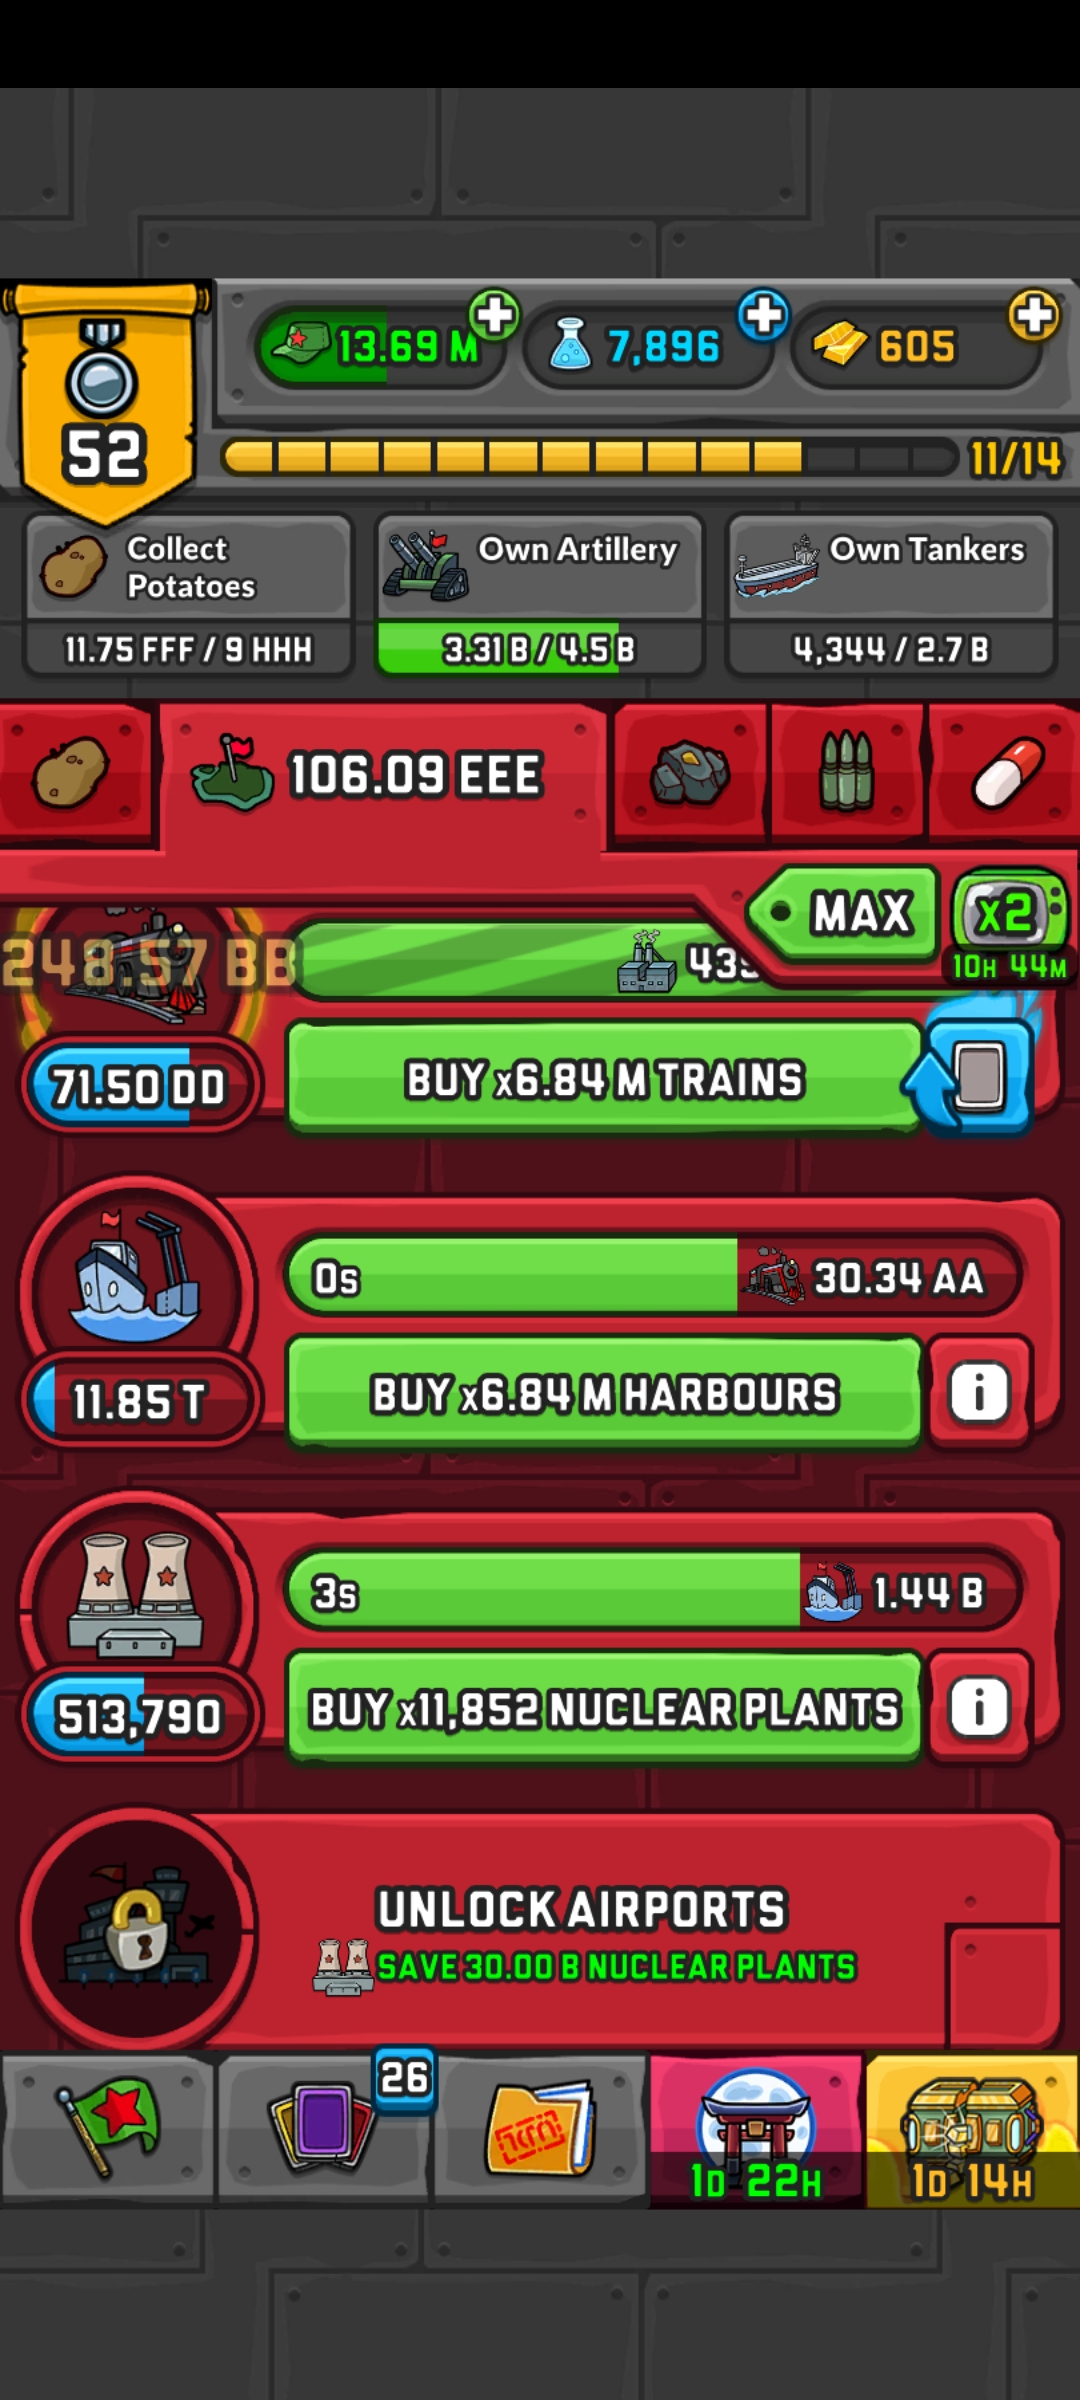 13.69 M
7,896
605
52
11/14
Collect
Potatoes
11.75 FFF / 9 HHH
Own Artillery
3.31 B / 4.5 B
Own Tankers
4,344 / 2.7 B
106.09 EEE
MAX
x2
10H 44M
248.57 BB
71.50 DD
BUY x6.84 M TRAINS
0s
30.34 AA
11.85 T
BUY x6.84 M HARBOURS
3s
1.44 B
513,790
BUY x11,852 NUCLEAR PLANTS
UNLOCK AIRPORTS
SAVE 30.00 B NUCLEAR PLANTS
26
1D 22H
1D 14H